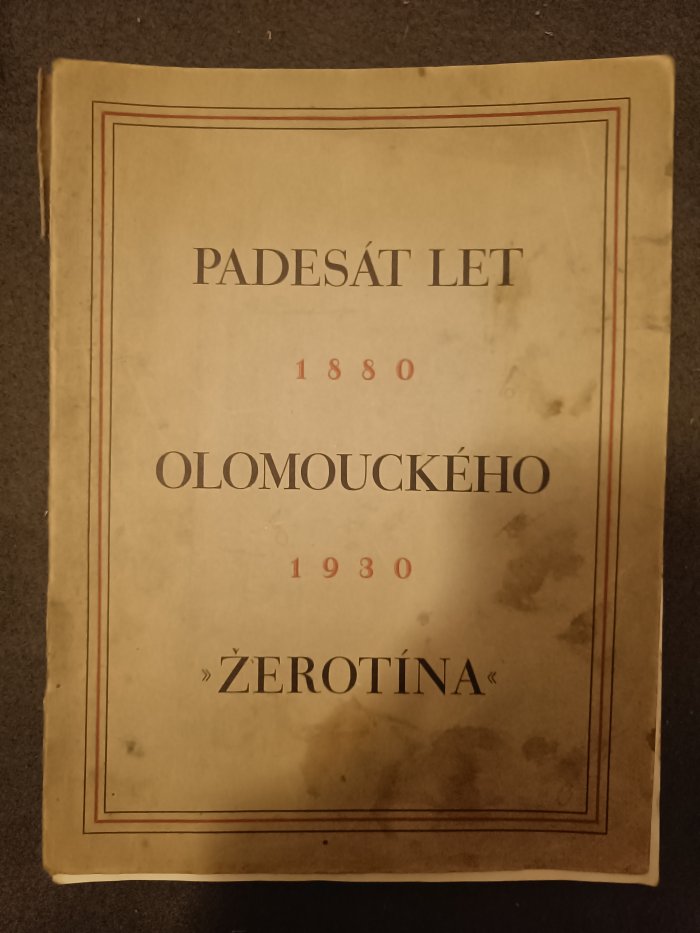 PADESÁT LET
1880
OLOMOUCKÉHO
1930
»ŽEROTÍNA«